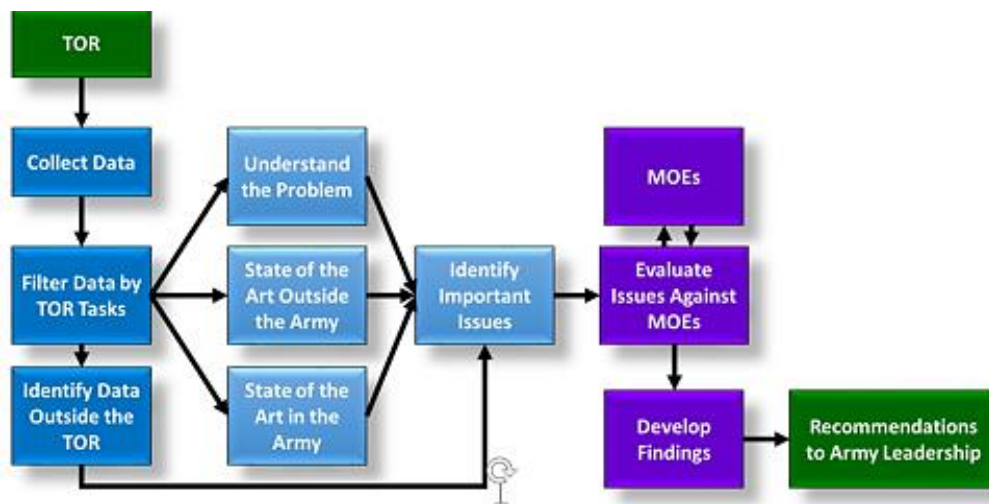 TOR
Collect Data
Filter Data by
TOR Tasks
Identify Data
Outside the
TOR
Understand
the Problem
State of the
Art Outside
the Army
State of the
Art in the
Army
Identify
Important
Issues
MOEs
Evaluate
Issues Against
MOEs
Develop
Findings
Recommendations
to Army Leadership